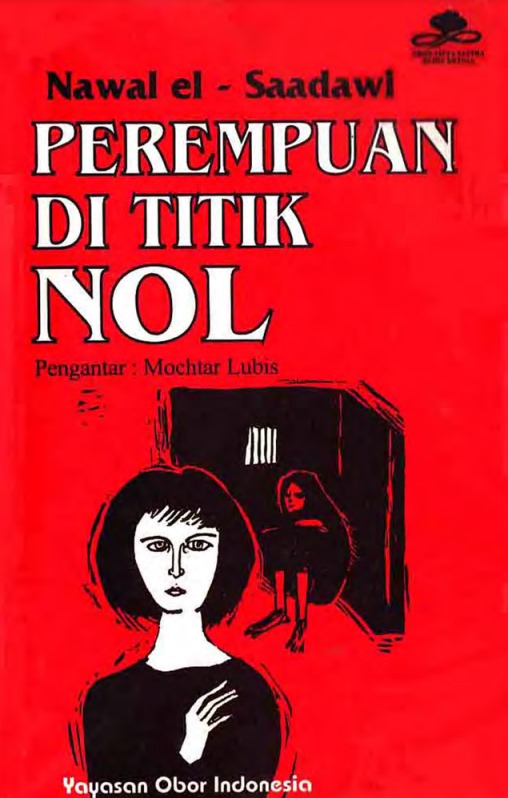 Nawal el - Saadawi
PEREMPUAN
DI TITIK
NOL
Pengantar : Mochtar Lubis
Yayasan Obor Indonesia